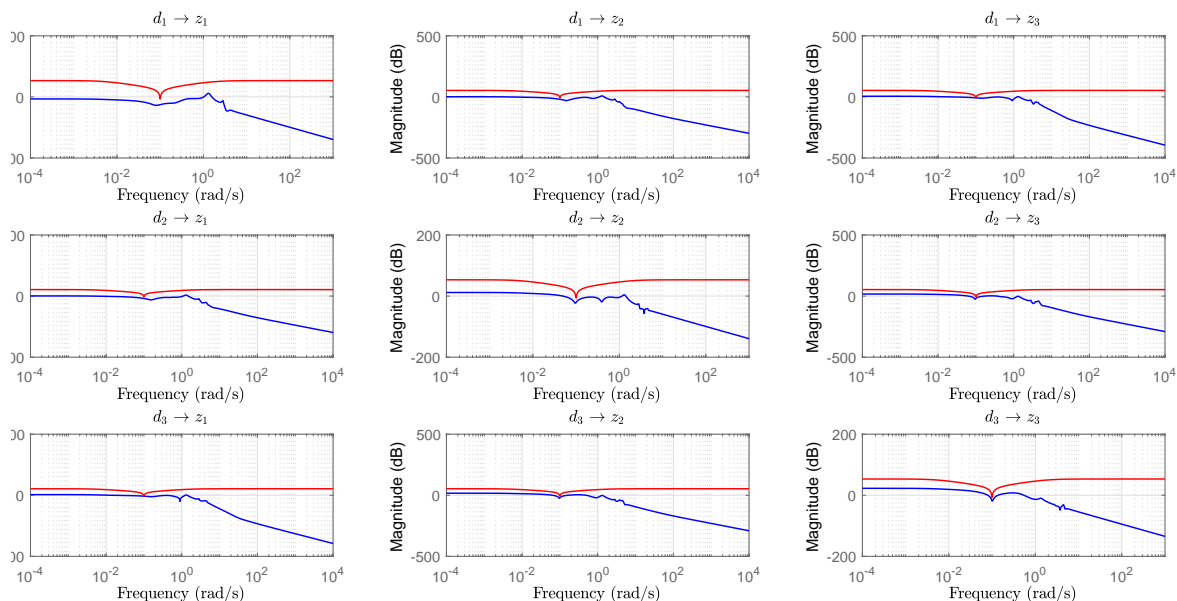 d₁ → z₁
d₁ → z₂
d₁ → z₃
00
0
00
10⁻⁴ 10⁻² 10⁰ 10²
Frequency (rad/s)
Magnitude (dB)
500
0
-500
10⁻⁴ 10⁻² 10⁰ 10² 10⁴
Frequency (rad/s)
Magnitude (dB)
500
0
-500
10⁻⁴ 10⁻² 10⁰ 10² 10⁴
Frequency (rad/s)
d₂ → z₁
d₂ → z₂
d₂ → z₃
00
0
00
10⁻⁴ 10⁻² 10⁰ 10² 10⁴
Frequency (rad/s)
Magnitude (dB)
200
0
-200
10⁻⁴ 10⁻² 10⁰ 10²
Frequency (rad/s)
Magnitude (dB)
500
0
-500
10⁻⁴ 10⁻² 10⁰ 10² 10⁴
Frequency (rad/s)
d₃ → z₁
d₃ → z₂
d₃ → z₃
00
0
00
10⁻⁴ 10⁻² 10⁰ 10² 10⁴
Frequency (rad/s)
Magnitude (dB)
500
0
-500
10⁻⁴ 10⁻² 10⁰ 10² 10⁴
Frequency (rad/s)
Magnitude (dB)
200
0
-200
10⁻⁴ 10⁻² 10⁰ 10²
Frequency (rad/s)